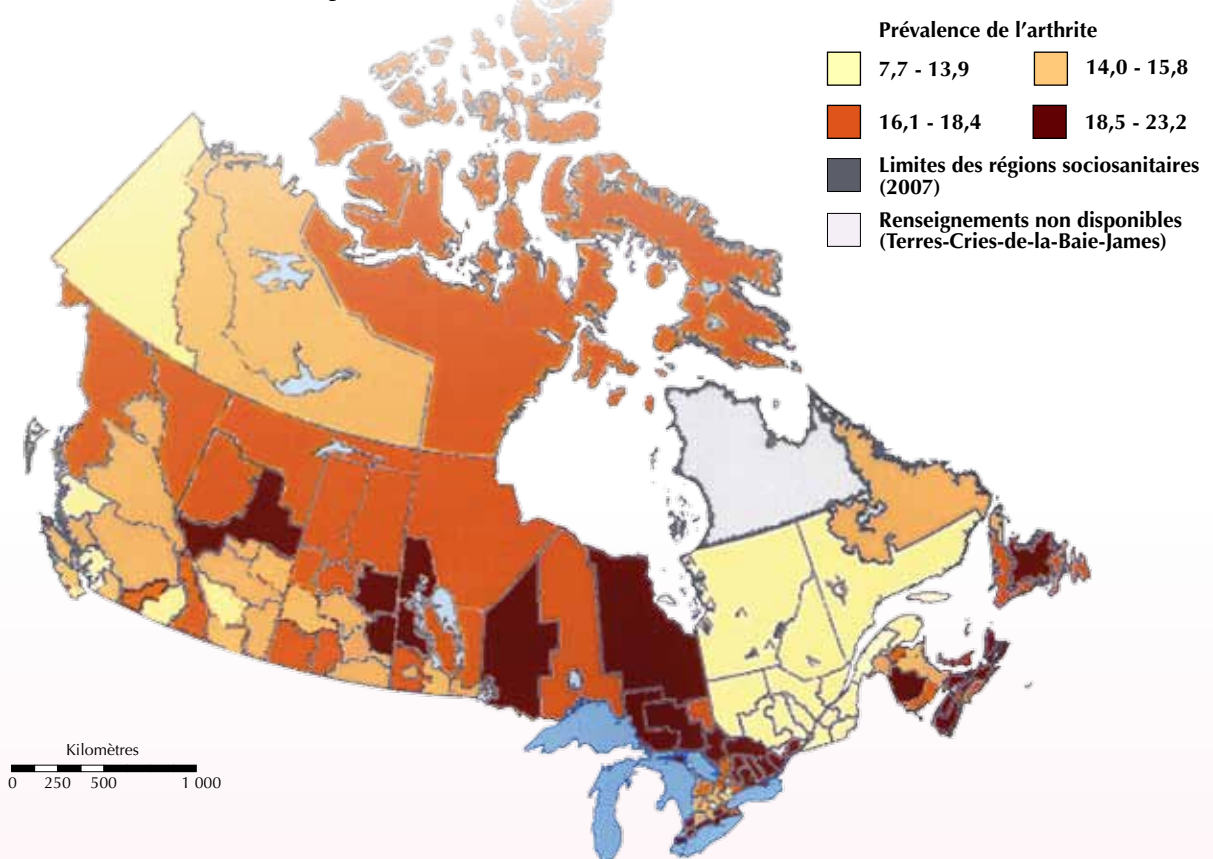 Prévalence de l'arthrite
7,7 - 13,9
14,0 - 15,8
16,1 - 18,4
18,5 - 23,2
Limites des régions sociosanitaires
(2007)
Renseignements non disponibles
(Terres-Cries-de-la-Baie-James)
Kilomètres
0 250 500 1 000